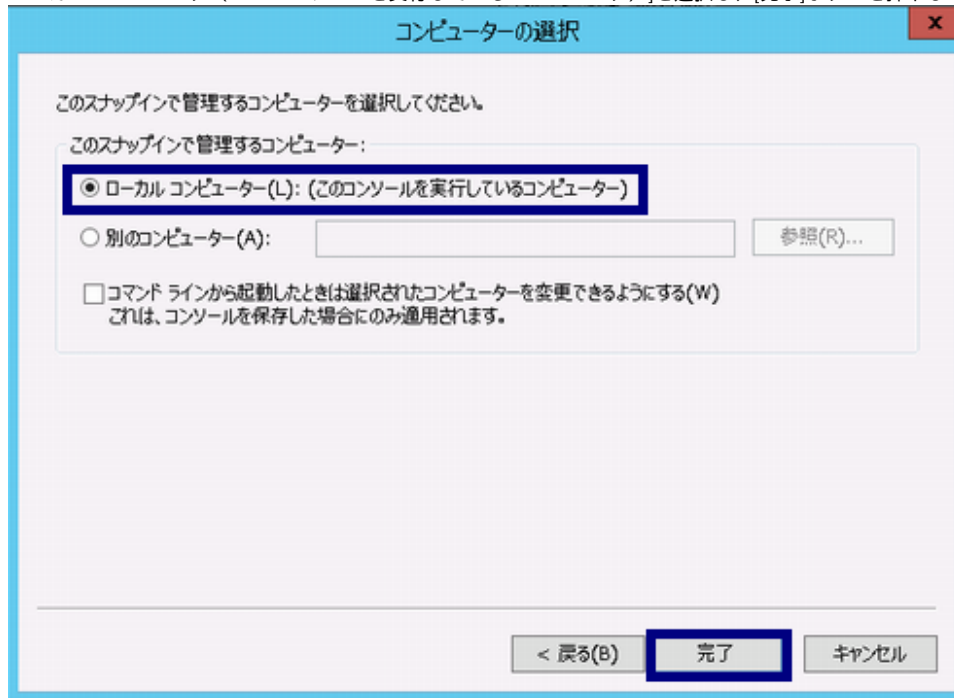 コンピューターの選択
x
このスナップインで管理するコンピューターを選択してください。
このスナップインで管理するコンピューター:
ローカル コンピューター(L): (このコンソールを実行しているコンピューター)
別のコンピューター(A):
参照(R)...
コマンド ラインから起動したときは選択されたコンピューターを変更できるようにする(W)
これは、コンソールを保存した場合にのみ適用されます。
< 戻る(B)
完了
キャンセル